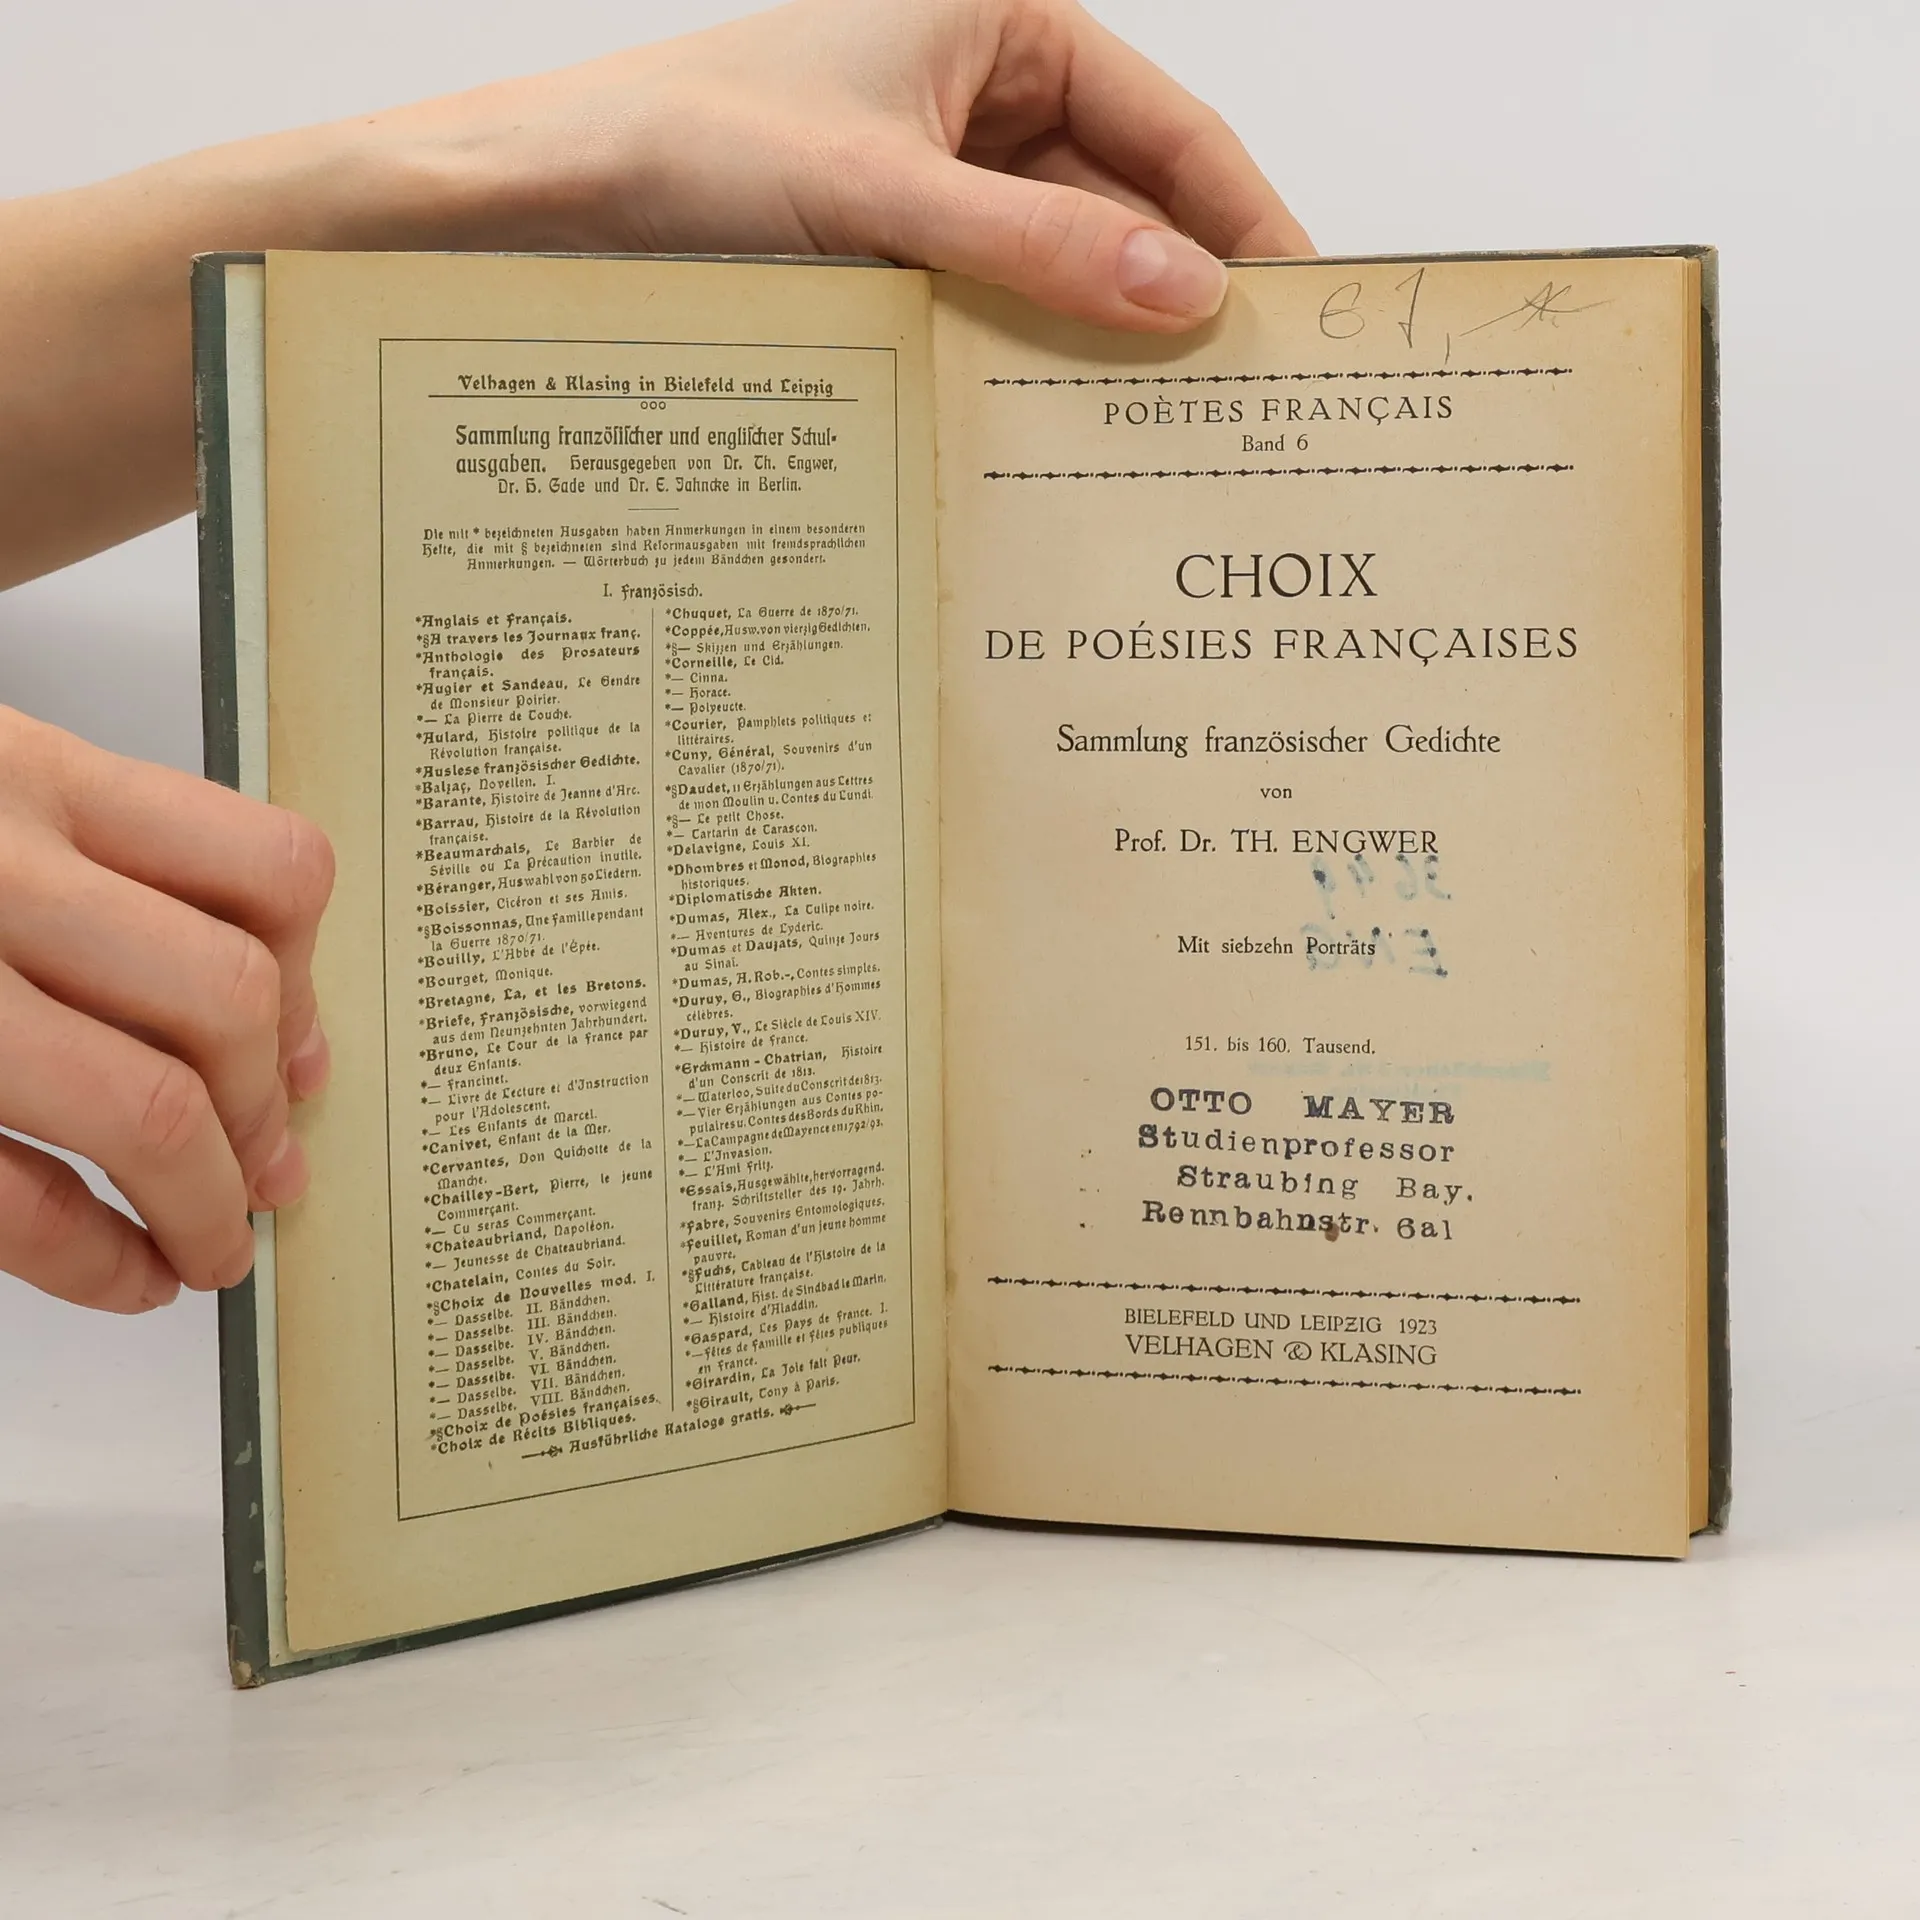 Velhagen & Klasing in Bielefeld und Leipzig
Sammlung französischer und englischer Schul-
ausgaben. Herausgegeben von Dr. Th. Engwer,
Dr. H. Gade und Dr. E. Jahncke in Berlin.
Die mit * bezeichneten Ausgaben haben Anmerkungen in einem besonderen
Hefte, die mit § bezeichneten sind Reformausgaben mit fremdsprachlichen
Anmerkungen. — Wörterbuch zu jedem Bändchen gesondert.
I. Französisch.
*Anglais et Français.
*§A travers les Journaux franç.
*Anthologie des Prosateurs
français.
*Augier et Sandeau, Le Gendre
de Monsieur Poirier.
*— La Pierre de Touche.
*Aulard, Histoire politique de la
Révolution française.
*Auslese französischer Gedichte.
*Balzac, Novellen. I.
*Barante, Histoire de Jeanne d'Arc.
*Barrau, Histoire de la Révolution
française.
*Beaumarchais, Le Barbier de
Séville ou La Précaution inutile.
*Béranger, Auswahl von 50 Liedern.
*Boissier, Cicéron et ses Amis.
*§Boissonnas, Une Famille pendant
la Guerre 1870/71.
*Bouilly, L'Abbé de l'Épée.
*Bourget, Monique.
*Bretagne, La, et les Bretons.
*Briefe, Französische, vorwiegend
aus dem Neunzehnten Jahrhundert.
*Bruno, Le Tour de la France par
deux Enfants.
*— Francinet.
*— Livre de Lecture et d'Instruction
pour l'Adolescent.
*— Les Enfants de Marcel.
*Canivet, Enfant de la Mer.
*Cervantes, Don Quichotte de la
Manche.
*Chailley-Bert, Pierre, le jeune
Commerçant.
*— Tu seras Commerçant.
*Chateaubriand, Napoléon.
*— Jeunesse de Chateaubriand.
*Chatelain, Contes du Soir.
*§Choix de Nouvelles mod. I.
*— Dasselbe. II. Bändchen.
*— Dasselbe. III. Bändchen.
*— Dasselbe. IV. Bändchen.
*— Dasselbe. V. Bändchen.
*— Dasselbe. VI. Bändchen.
*— Dasselbe. VII. Bändchen.
*— Dasselbe. VIII. Bändchen.
*§Choix de Poésies françaises.
*Choix de Récits Bibliques.
*Chuquet, La Guerre de 1870/71.
*Coppée, Ausw. von vierzig Gedichten.
*§— Skizzen und Erzählungen.
*Corneille, Le Cid.
*— Cinna.
*— Horace.
*— Polyeucte.
*Courier, Pamphlets politiques et
littéraires.
*Cuny, Général, Souvenirs d'un
Cavalier (1870/71).
*§Daudet, 11 Erzählungen aus Lettres
de mon Moulin u. Contes du Lundi.
*§— Le petit Chose.
*— Tartarin de Tarascon.
*Delavigne, Louis XI.
*Dhombres et Monod, Biographies
historiques.
*Diplomatische Akten.
*Dumas, Alex., La Tulipe noire.
*— Aventures de Lyderic.
*Dumas et Dauzats, Quinze Jours
au Sinai.
*Dumas, A. Rob.-, Contes simples.
*Duruy, G., Biographies d'Hommes
célèbres.
*Duruy, V., Le Siècle de Louis XIV.
*— Histoire de France.
*Erckmann-Chatrian, Histoire
d'un Conscrit de 1813.
*— Waterloo, Suite du Conscrit de 1813.
*— Vier Erzählungen aus Contes po-
pulaires u. Contes des Bords du Rhin.
*— La Campagne de Mayence en 1792/93.
*— L'Invasion.
*— L'Ami Fritz.
*Essais, Ausgewählte, hervorragend.
franz. Schriftsteller des 19. Jahrh.
*Fabre, Souvenirs Entomologiques.
*Feuillet, Roman d'un jeune homme
pauvre.
*§Fuchs, Tableau de l'Histoire de la
Littérature française.
*Galland, Hist. de Sindbad le Marin.
*— Histoire d'Aladdin.
*Gaspard, Les Pays de France. I.
*— Fêtes de famille et fêtes publiques
en France.
*Girardin, La Joie fait Peur.
*§Girault, Tony à Paris.
Ausführliche Kataloge gratis.
POÈTES FRANÇAIS
Band 6
CHOIX
DE POÉSIES FRANÇAISES
Sammlung französischer Gedichte
von
Prof. Dr. TH. ENGWER
Mit siebzehn Porträts
151. bis 160. Tausend.
OTTO MAYER
Studienprofessor
Straubing Bay.
Rennbahnstr. 6a1
BIELEFELD UND LEIPZIG 1923
VELHAGEN & KLASING